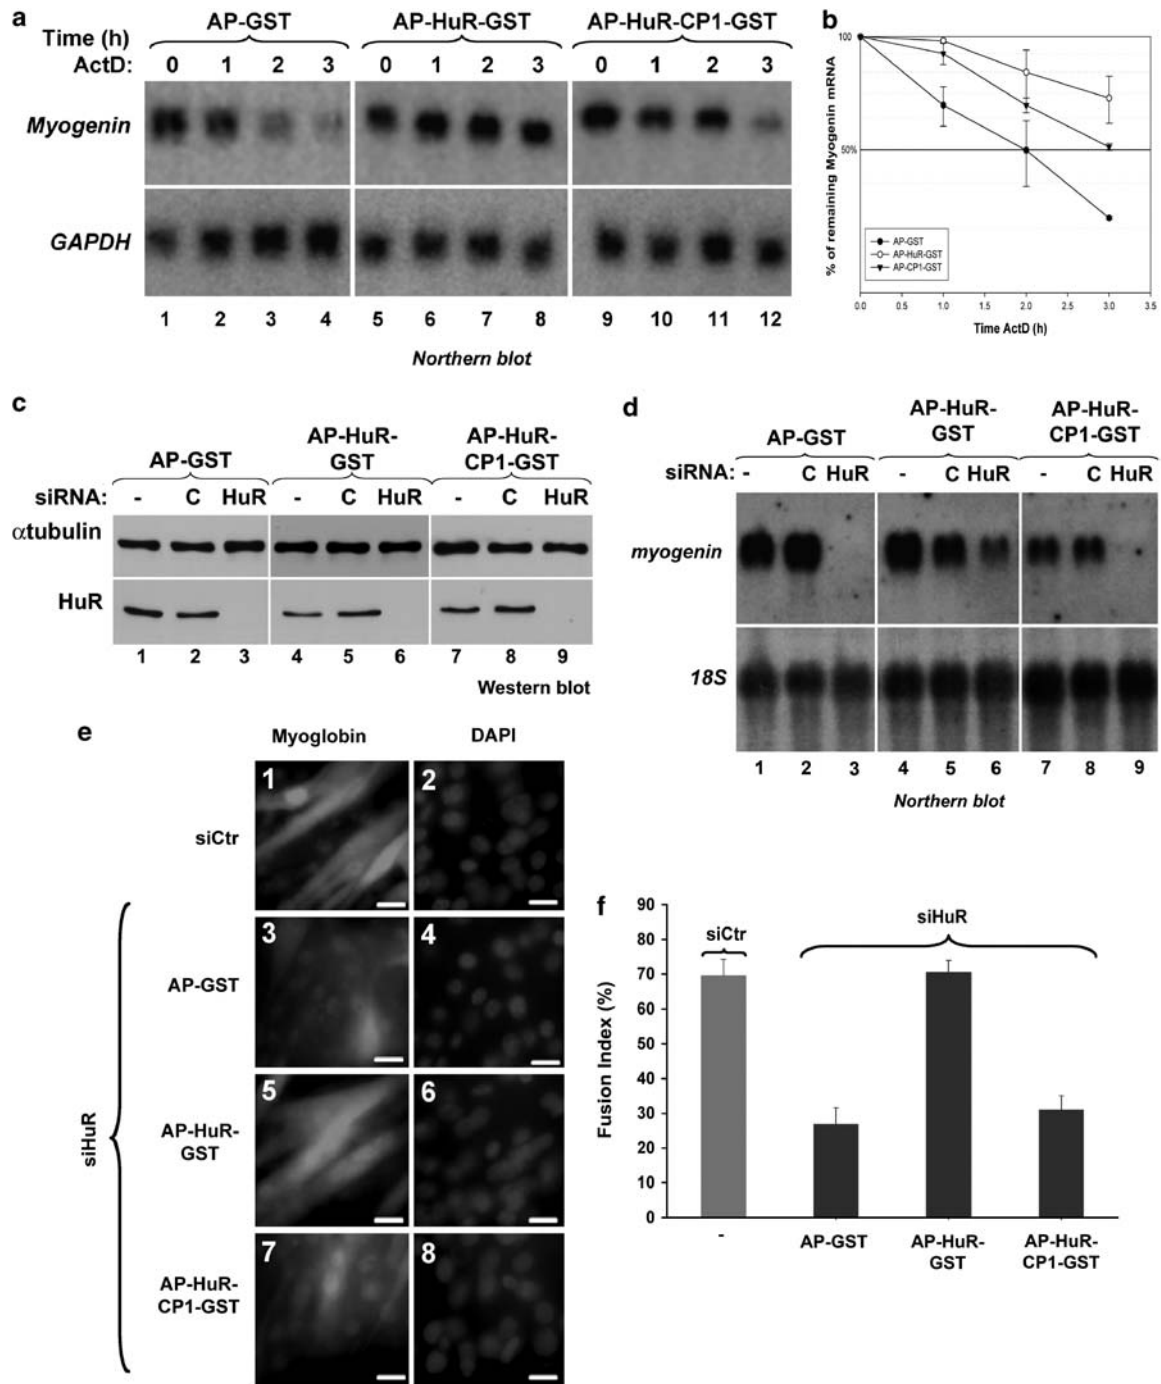 a
AP-GST AP-HuR-GST AP-HuR-CP1-GST
Time (h)
ActD: 0 1 2 3 0 1 2 3 0 1 2 3
Myogenin
GAPDH
1 2 3 4 5 6 7 8 9 10 11 12
Northern blot
b
% of remaining Myogenin mRNA
100
50%
AP-GST
AP-HuR-GST
AP-CP1-GST
0.0 0.5 1.0 1.5 2.0 2.5 3.0 3.5
Time ActD (h)
c
AP-GST AP-HuR-GST AP-HuR-CP1-GST
siRNA: - C HuR - C HuR - C HuR
αtubulin
HuR
1 2 3 4 5 6 7 8 9
Western blot
d
AP-GST AP-HuR-GST AP-HuR-CP1-GST
siRNA: - C HuR - C HuR - C HuR
myogenin
18S
1 2 3 4 5 6 7 8 9
Northern blot
e
Myoglobin DAPI
siCtr 1 2
siHuR
AP-GST 3 4
AP-HuR-GST 5 6
AP-HuR-CP1-GST 7 8
f
Fusion Index (%)
90
80
70
60
50
40
30
20
10
0
siCtr siHuR
- AP-GST AP-HuR-GST AP-HuR-CP1-GST